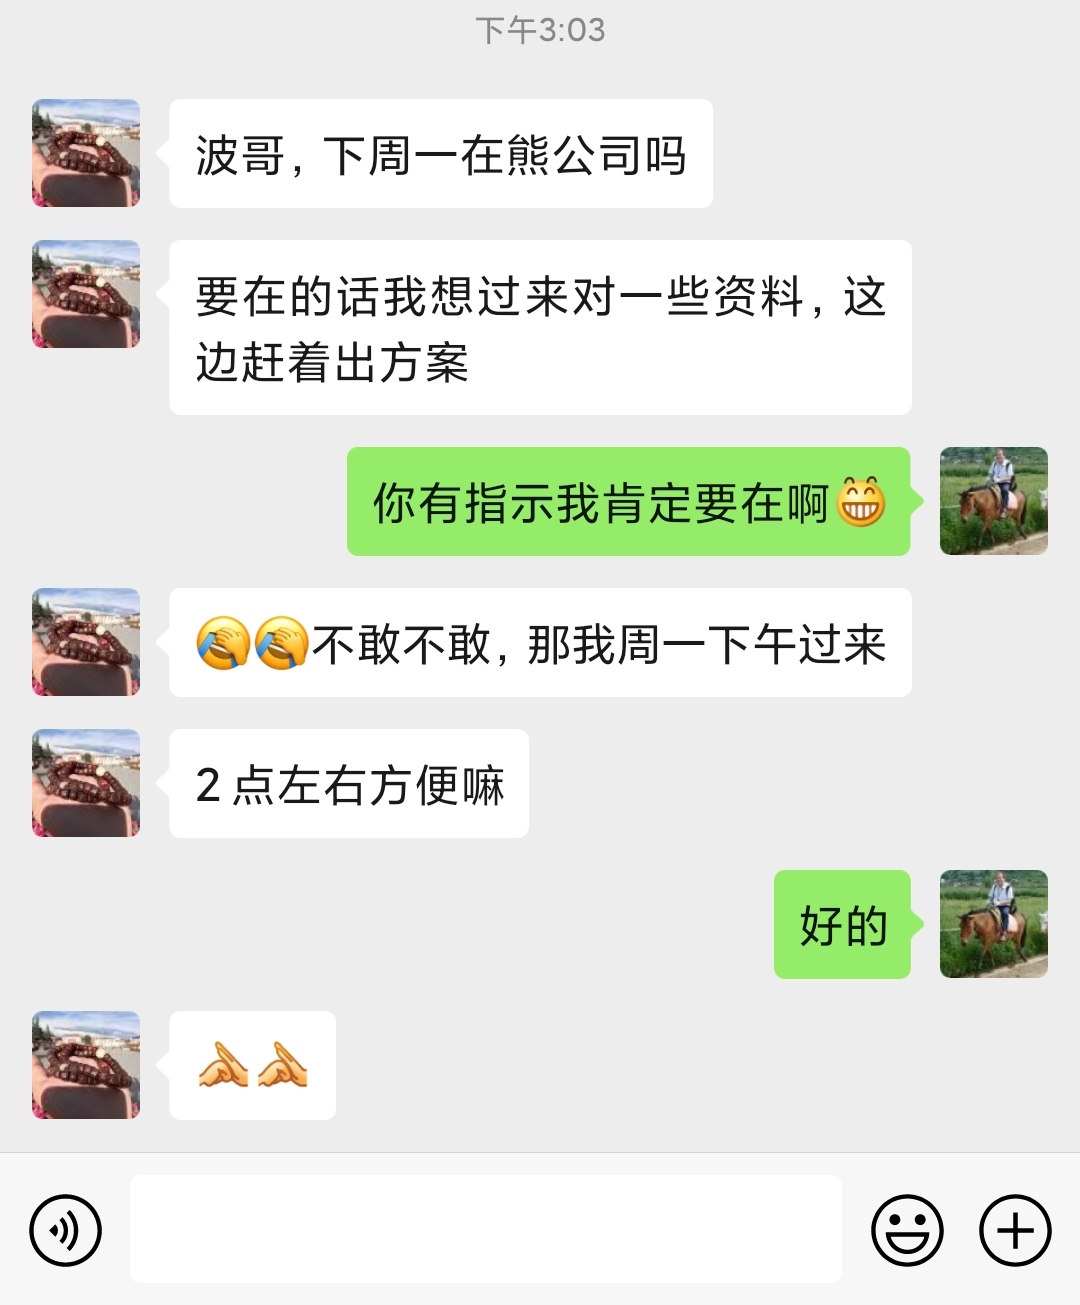 下午3:03
波哥，下周一在熊公司吗
要在的话我想过来对一些资料，这
边赶着出方案
你有指示我肯定要在啊😁
🤦🤦不敢不敢，那我周一下午过来
2点左右方便嘛
好的